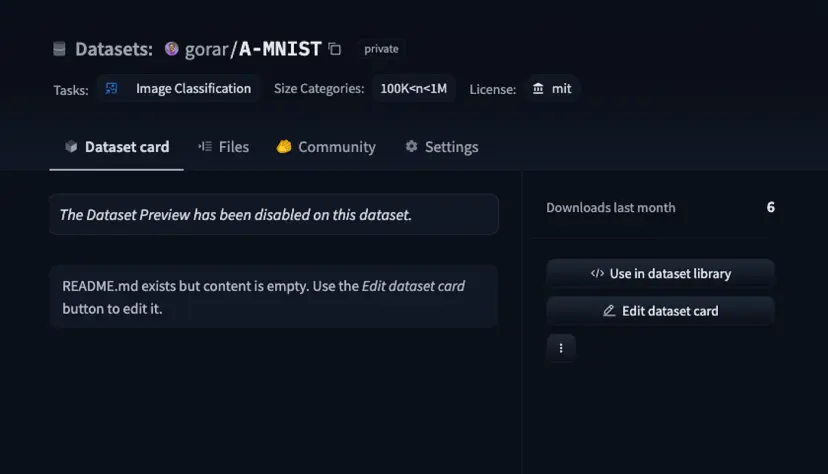 Datasets: gorar/A-MNIST private
Tasks: Image Classification Size Categories: 100K<n<1M License: mit
Dataset card Files Community Settings
The Dataset Preview has been disabled on this dataset.
Downloads last month 6
README.md exists but content is empty. Use the Edit dataset card
button to edit it.
Use in dataset library
Edit dataset card